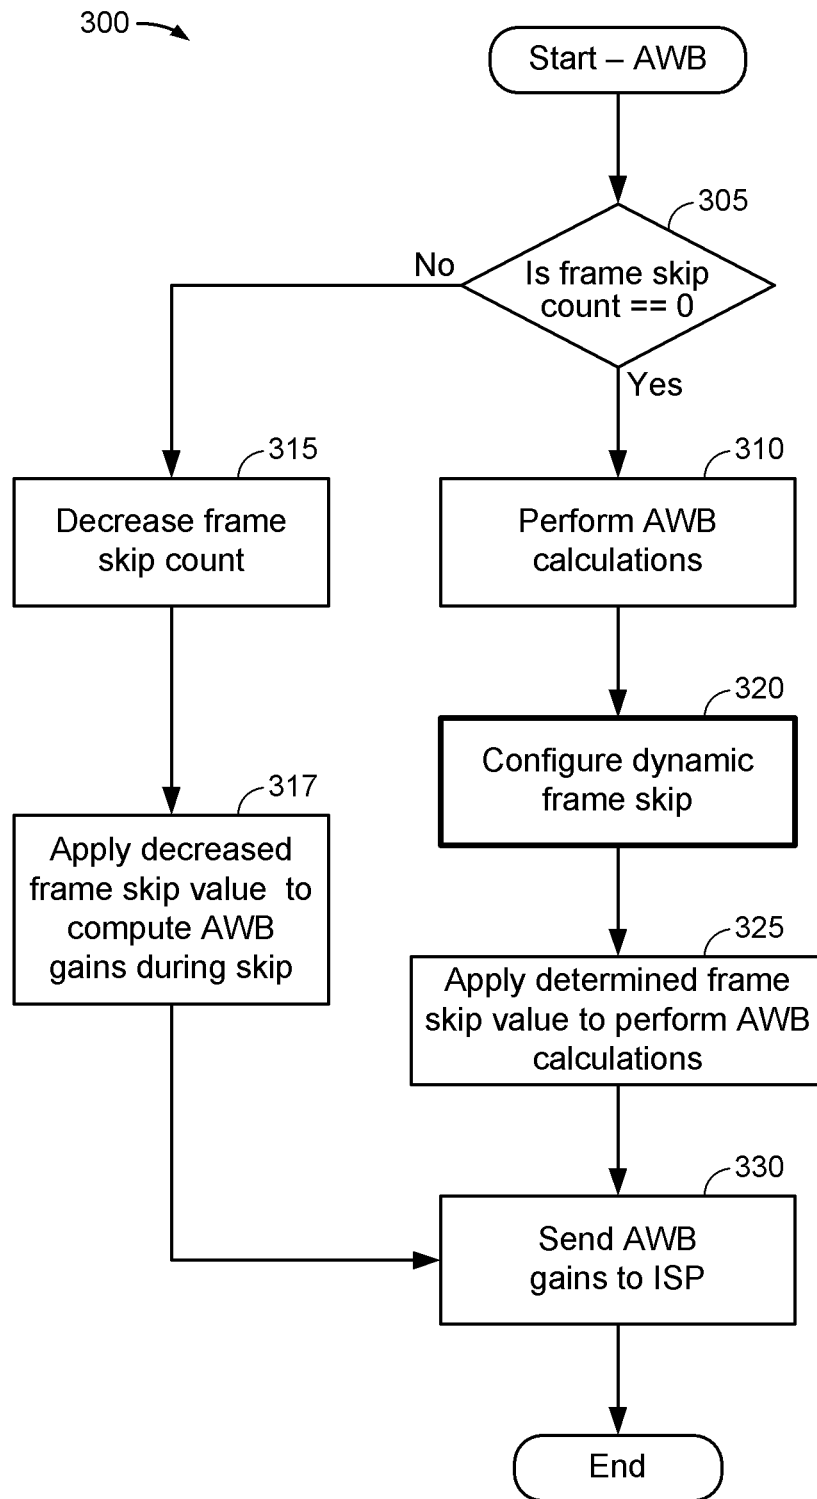 300
Start – AWB
305
Is frame skip
count == 0
No
Yes
315
Decrease frame
skip count
310
Perform AWB
calculations
320
Configure dynamic
frame skip
317
Apply decreased
frame skip value to
compute AWB
gains during skip
325
Apply determined frame
skip value to perform AWB
calculations
330
Send AWB
gains to ISP
End